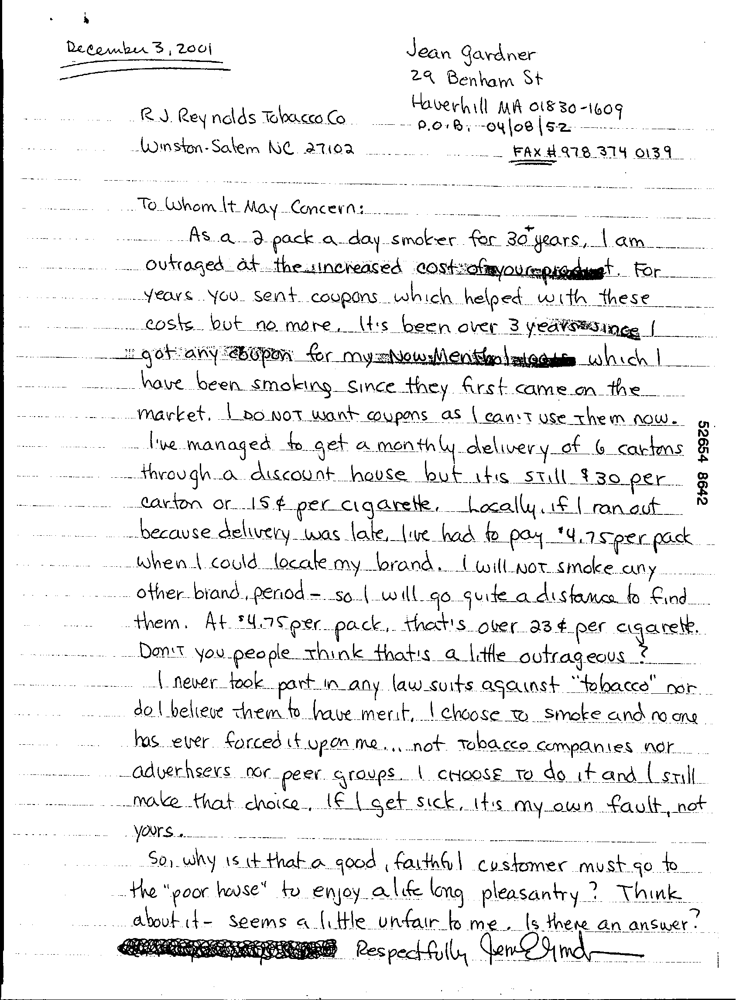 December 3, 2001
Jean Gardner
29 Benham St
Haverhill MA 01830-1609
D.O.B. 04/08/52
FAX # 978 374 0139
R J. Reynolds Tobacco Co
Winston-Salem NC 27102
To Whom It May Concern:
As a 2 pack a day smoker for 30+ years, I am
outraged at the increased cost of your product. For
years you sent coupons which helped with these
costs but no more. It's been over 3 years since I
got any coupon for my Now Menthol which I
have been smoking since they first came on the
market. I DO NOT want coupons as I can't use them now.
I've managed to get a monthly delivery of 6 cartons
through a discount house but it is still $30 per
carton or 15¢ per cigarette. Locally, if I ran out
because delivery was late, I've had to pay $4.75 per pack
when I could locate my brand. I will NOT smoke any
other brand, period - so I will go quite a distance to find
them. At $4.75 per pack, that's over 23¢ per cigarette.
Don't you people think that's a little outrageous?
I never took part in any law suits against "tobacco" nor
do I believe them to have merit. I choose to smoke and no one
has ever forced it upon me... not tobacco companies nor
advertisers nor peer groups. I CHOOSE TO do it and I still
make that choice. If I get sick, it's my own fault, not
yours.
So, why is it that a good, faithful customer must go to
the "poor house" to enjoy a life long pleasantry? Think
about it - seems a little unfair to me. Is there an answer?
Respectfully
52654 8642